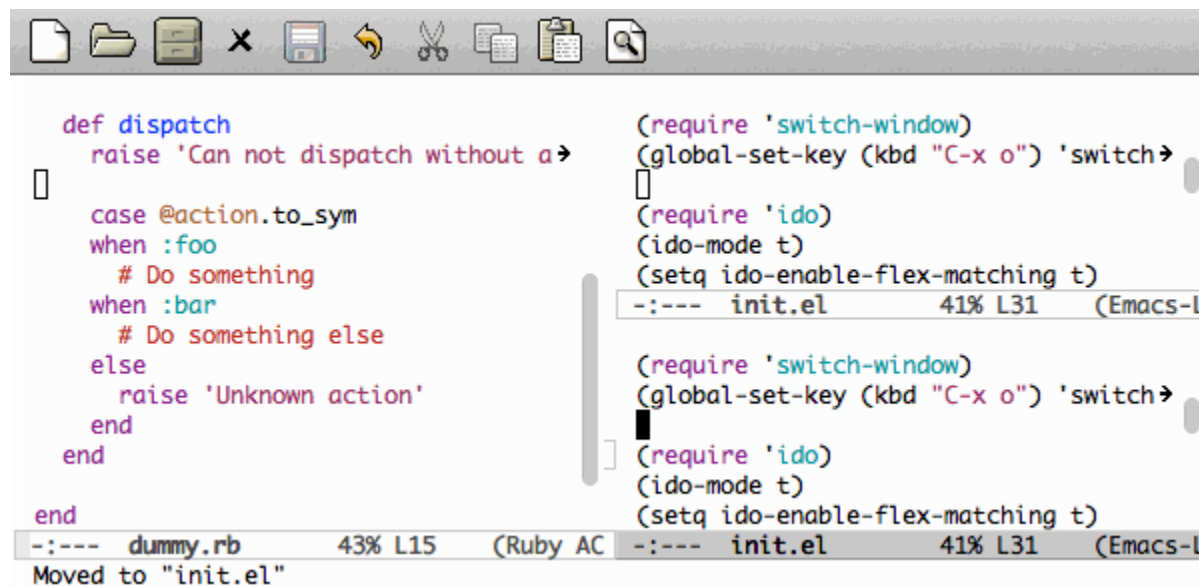 def dispatch
raise 'Can not dispatch without a
case @action.to_sym
when :foo
# Do something
when :bar
# Do something else
else
raise 'Unknown action'
end
end
end
-:--- dummy.rb 43% L15 (Ruby AC
(require 'switch-window)
(global-set-key (kbd "C-x o") 'switch
(require 'ido)
(ido-mode t)
(setq ido-enable-flex-matching t)
-:--- init.el 41% L31 (Emacs-L
(require 'switch-window)
(global-set-key (kbd "C-x o") 'switch
(require 'ido)
(ido-mode t)
(setq ido-enable-flex-matching t)
-:--- init.el 41% L31 (Emacs-L
Moved to "init.el"